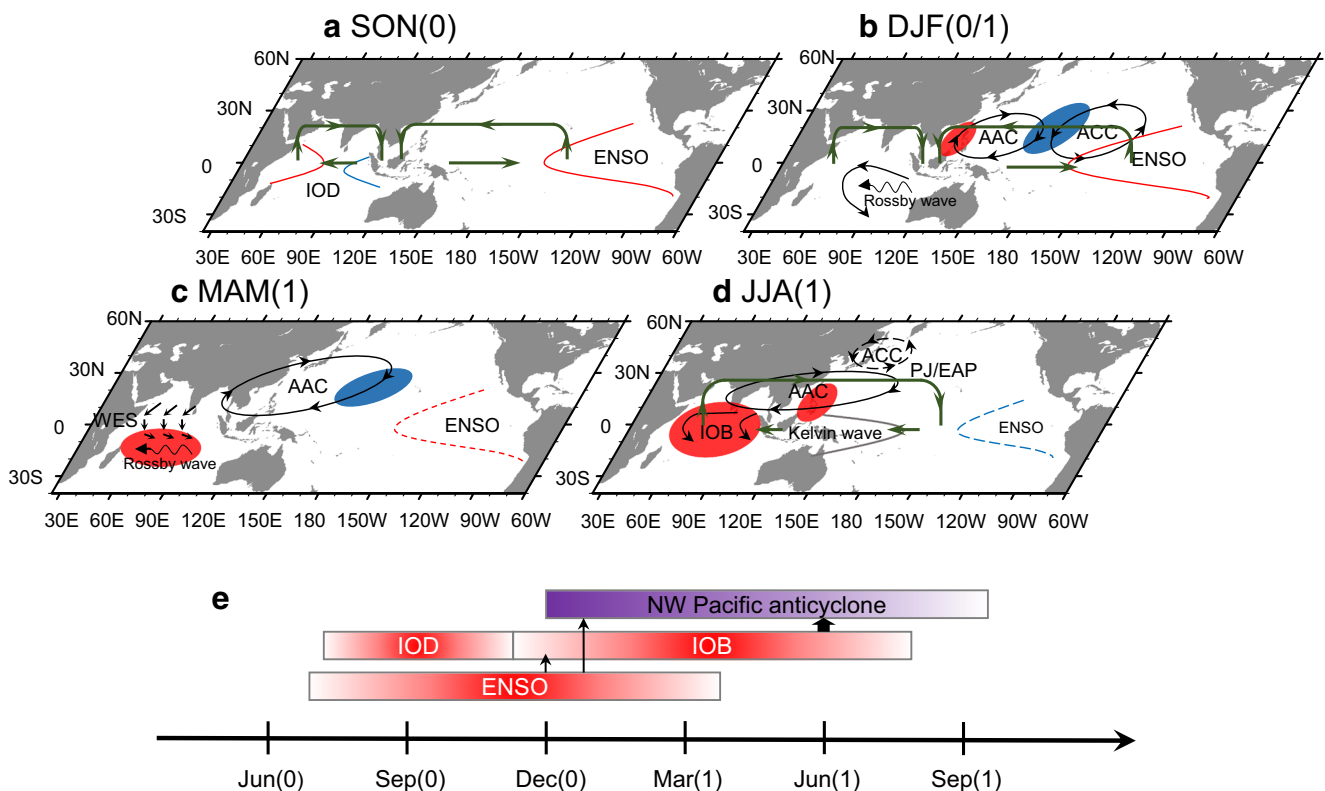 a SON(0)
60N
30N
0
30S
IOD
ENSO
30E 60E 90E 120E 150E 180 150W 120W 90W 60W
b DJF(0/1)
60N
30N
0
30S
AAC
ACC
ENSO
Rossby wave
30E 60E 90E 120E 150E 180 150W 120W 90W 60W
c MAM(1)
60N
30N
0
30S
AAC
WES
ENSO
Rossby wave
30E 60E 90E 120E 150E 180 150W 120W 90W 60W
d JJA(1)
60N
30N
0
30S
ACC
PJ/EAP
AAC
IOB
Kelvin wave
ENSO
30E 60E 90E 120E 150E 180 150W 120W 90W 60W
e
NW Pacific anticyclone
IOD IOB
ENSO
Jun(0) Sep(0) Dec(0) Mar(1) Jun(1) Sep(1)